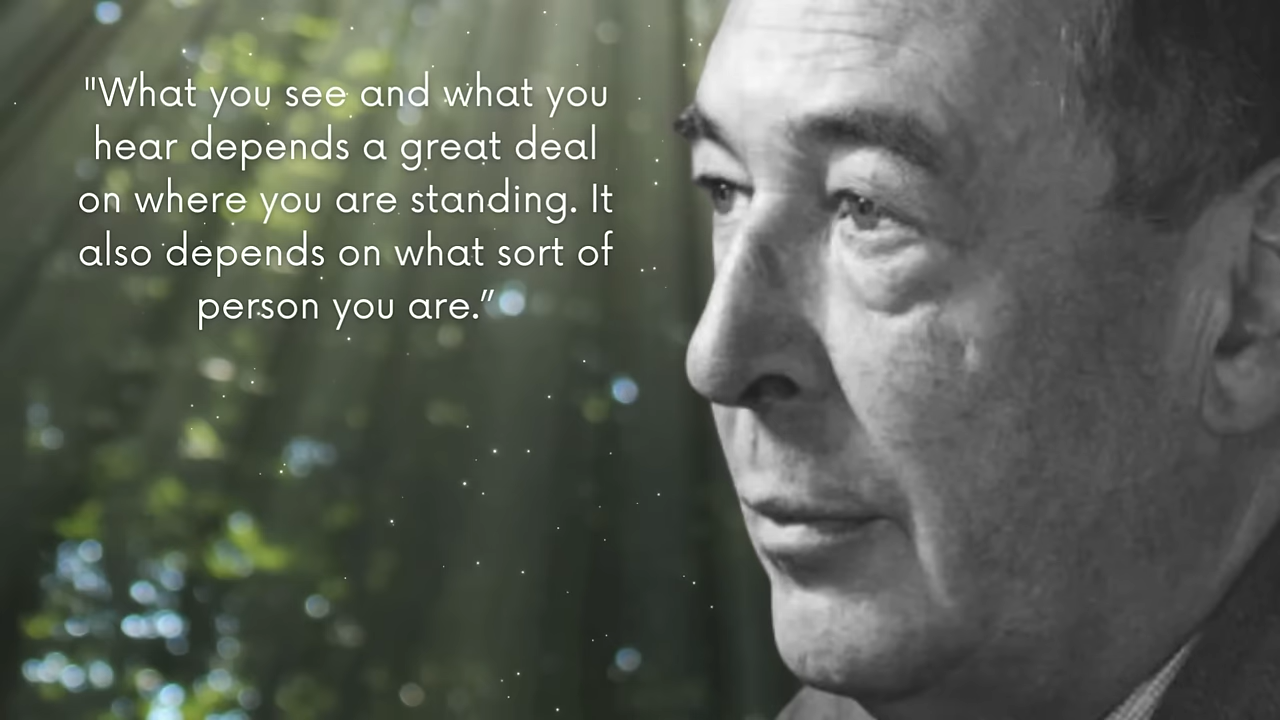 "What you see and what you
hear depends a great deal
on where you are standing. It
also depends on what sort of
person you are.”